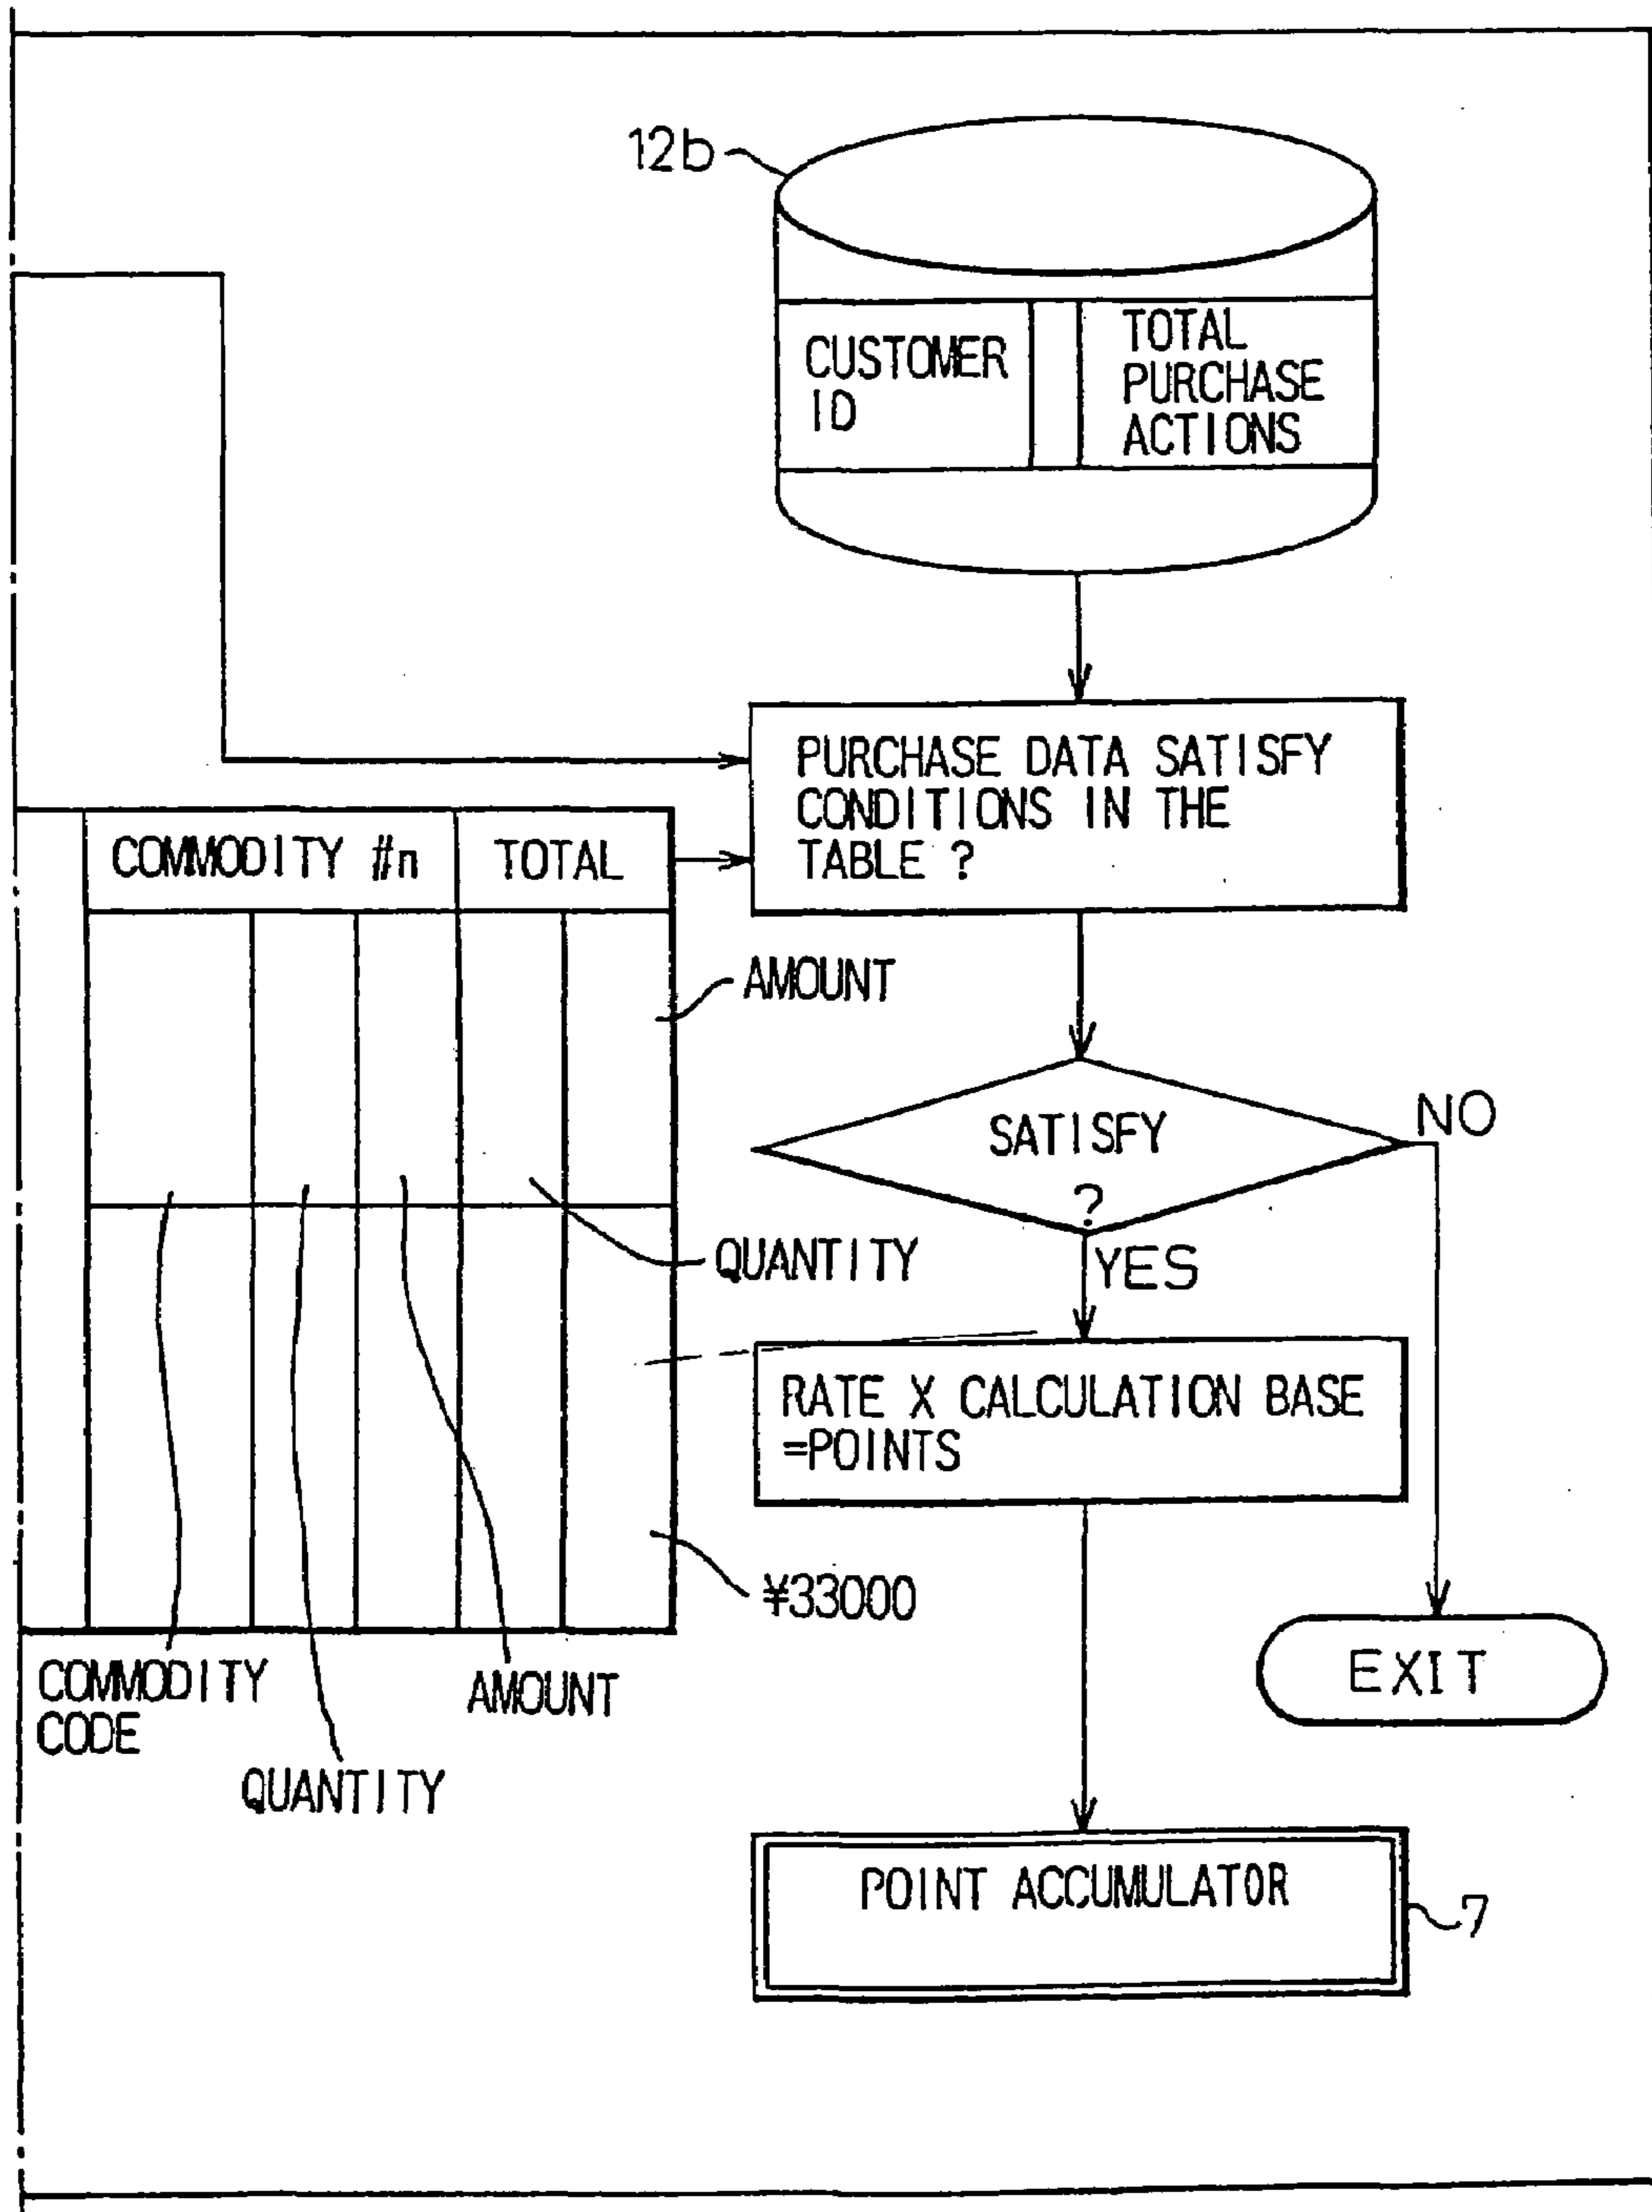 12b
CUSTOMER
ID
TOTAL
PURCHASE
ACTIONS
PURCHASE DATA SATISFY
CONDITIONS IN THE
TABLE ?
COMMODITY #n
TOTAL
AMOUNT
SATISFY
?
NO
QUANTITY
YES
RATE X CALCULATION BASE
=POINTS
¥33000
COMMODITY
CODE
AMOUNT
EXIT
QUANTITY
POINT ACCUMULATOR
7